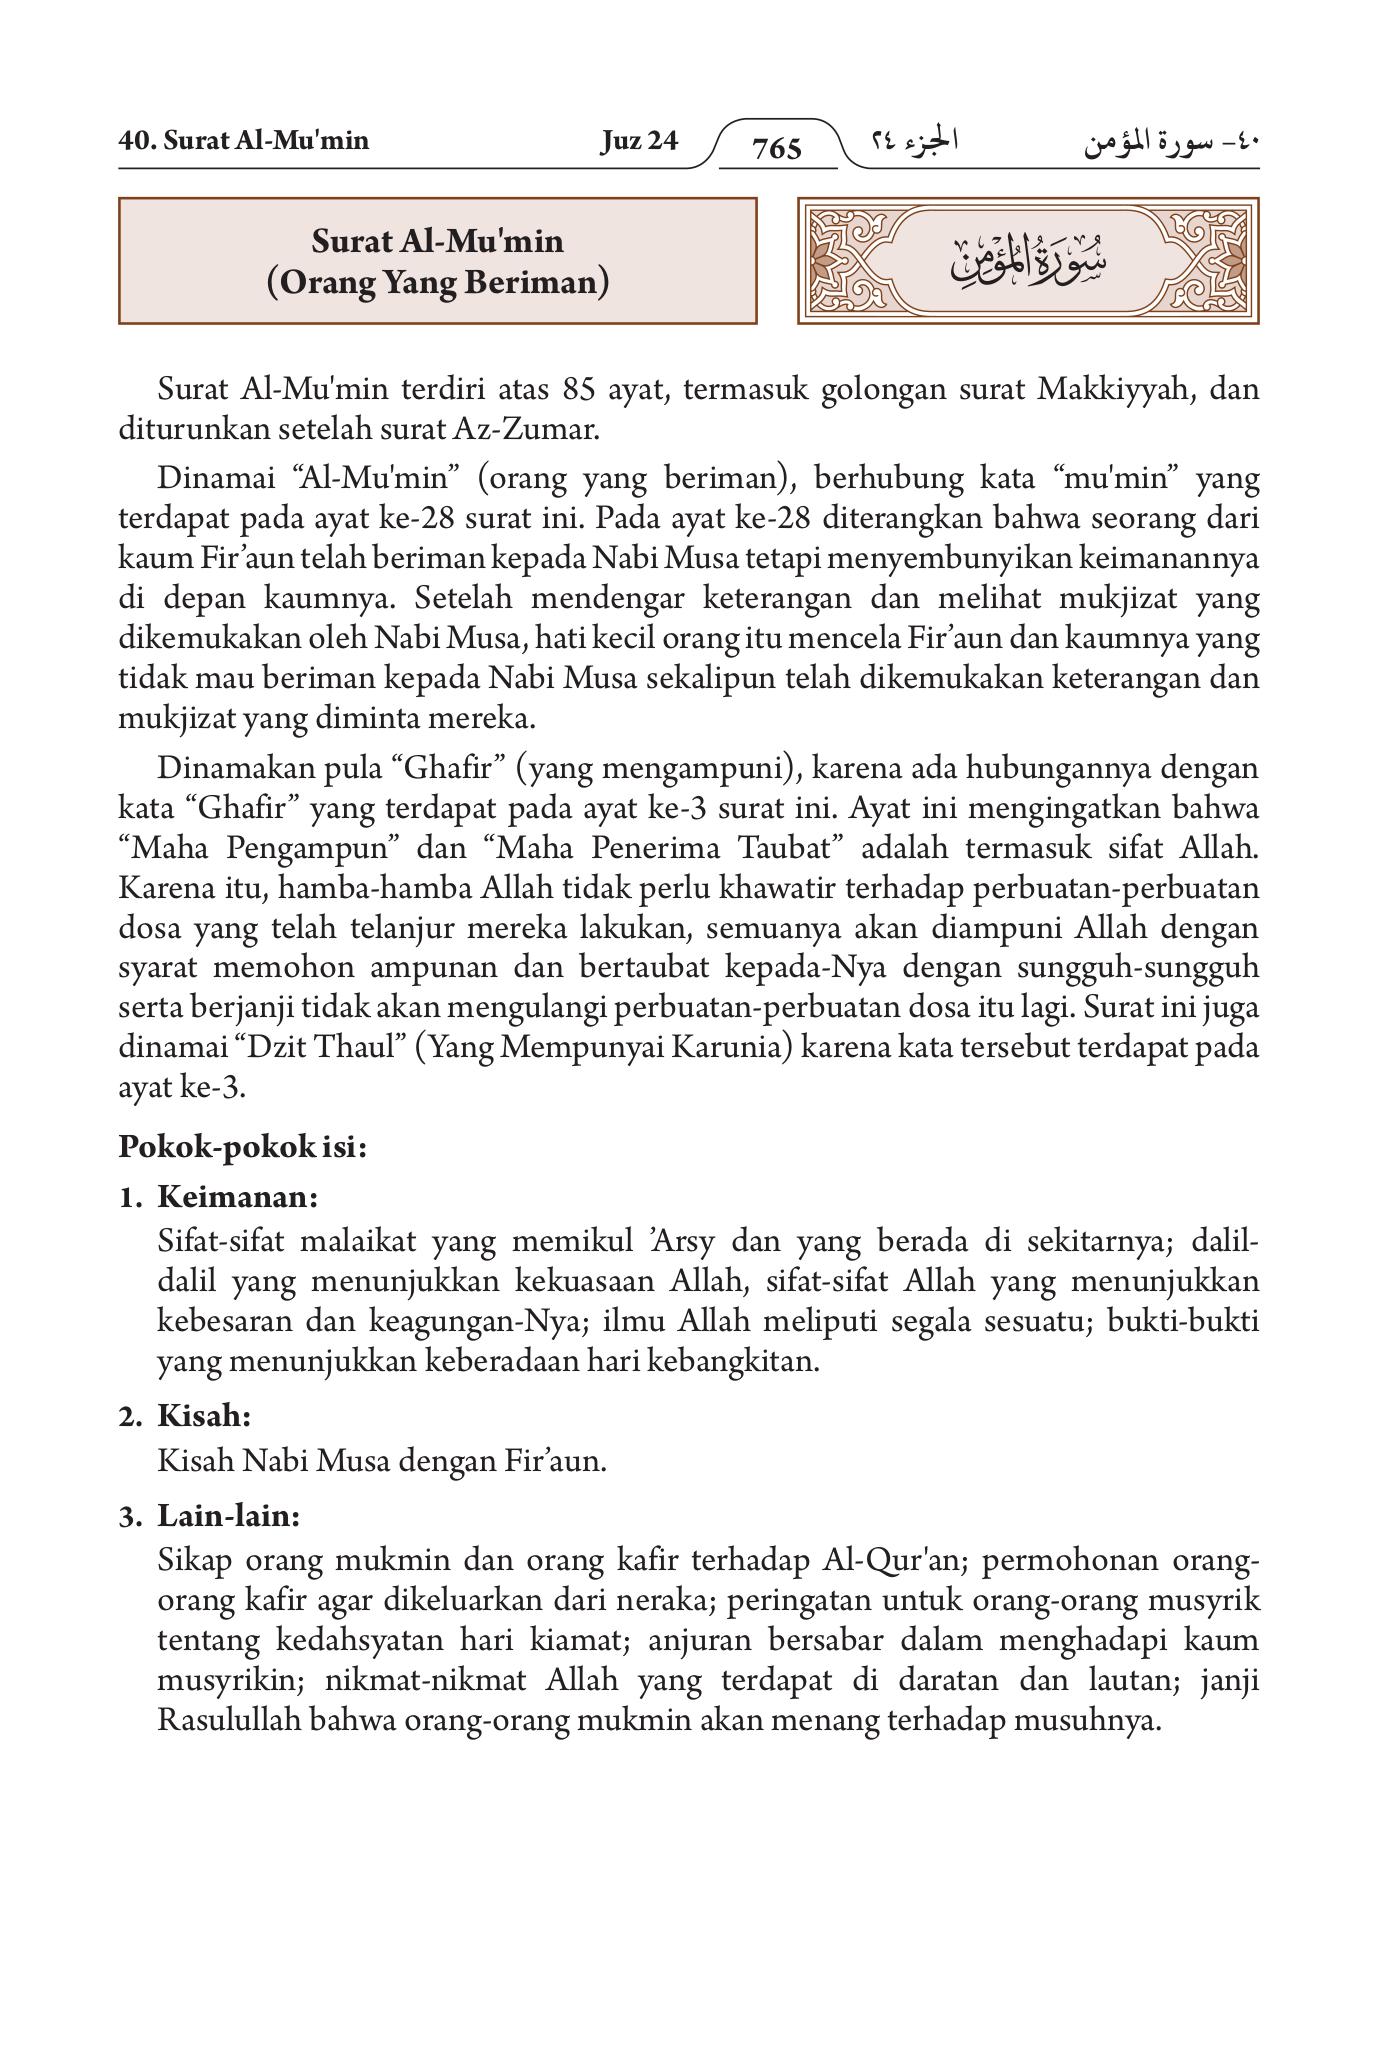 40. Surat Al-Mu'min
Juz 24
765
الجزء ٢٤
٤٠- سورة المؤمن
Surat Al-Mu'min
(Orang Yang Beriman)
سُورَةُ المُؤْمِنِ
Surat Al-Mu'min terdiri atas 85 ayat, termasuk golongan surat Makkiyyah, dan
diturunkan setelah surat Az-Zumar.
Dinamai “Al-Mu'min” (orang yang beriman), berhubung kata “mu'min” yang
terdapat pada ayat ke-28 surat ini. Pada ayat ke-28 diterangkan bahwa seorang dari
kaum Fir’aun telah beriman kepada Nabi Musa tetapi menyembunyikan keimanannya
di depan kaumnya. Setelah mendengar keterangan dan melihat mukjizat yang
dikemukakan oleh Nabi Musa, hati kecil orang itu mencela Fir’aun dan kaumnya yang
tidak mau beriman kepada Nabi Musa sekalipun telah dikemukakan keterangan dan
mukjizat yang diminta mereka.
Dinamakan pula “Ghafir” (yang mengampuni), karena ada hubungannya dengan
kata “Ghafir” yang terdapat pada ayat ke-3 surat ini. Ayat ini mengingatkan bahwa
“Maha Pengampun” dan “Maha Penerima Taubat” adalah termasuk sifat Allah.
Karena itu, hamba-hamba Allah tidak perlu khawatir terhadap perbuatan-perbuatan
dosa yang telah telanjur mereka lakukan, semuanya akan diampuni Allah dengan
syarat memohon ampunan dan bertaubat kepada-Nya dengan sungguh-sungguh
serta berjanji tidak akan mengulangi perbuatan-perbuatan dosa itu lagi. Surat ini juga
dinamai “Dzit Thaul” (Yang Mempunyai Karunia) karena kata tersebut terdapat pada
ayat ke-3.
Pokok-pokok isi:
1. Keimanan:
Sifat-sifat malaikat yang memikul ’Arsy dan yang berada di sekitarnya; dalil-
dalil yang menunjukkan kekuasaan Allah, sifat-sifat Allah yang menunjukkan
kebesaran dan keagungan-Nya; ilmu Allah meliputi segala sesuatu; bukti-bukti
yang menunjukkan keberadaan hari kebangkitan.
2. Kisah:
Kisah Nabi Musa dengan Fir’aun.
3. Lain-lain:
Sikap orang mukmin dan orang kafir terhadap Al-Qur'an; permohonan orang-
orang kafir agar dikeluarkan dari neraka; peringatan untuk orang-orang musyrik
tentang kedahsyatan hari kiamat; anjuran bersabar dalam menghadapi kaum
musyrikin; nikmat-nikmat Allah yang terdapat di daratan dan lautan; janji
Rasulullah bahwa orang-orang mukmin akan menang terhadap musuhnya.